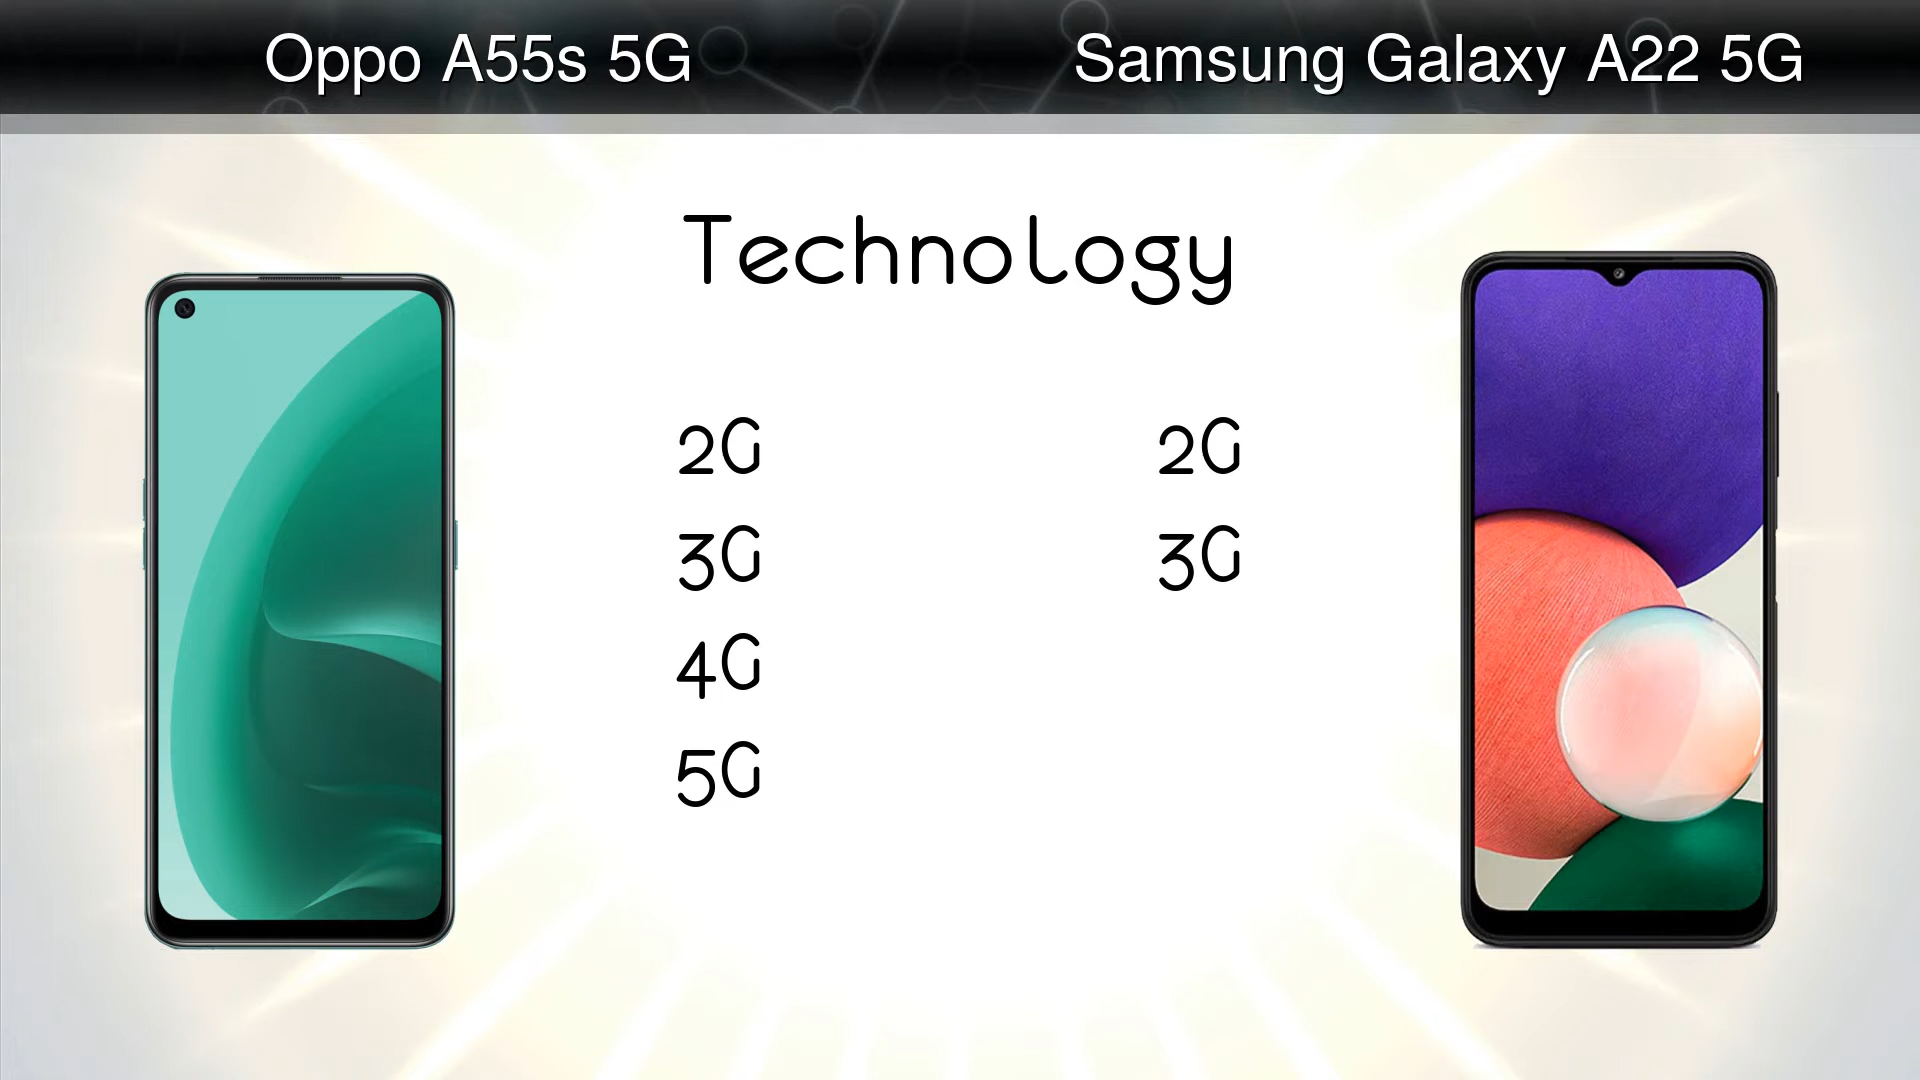 Oppo A55s 5G Samsung Galaxy A22 5G
Technology
2G 2G
3G 3G
4G
5G